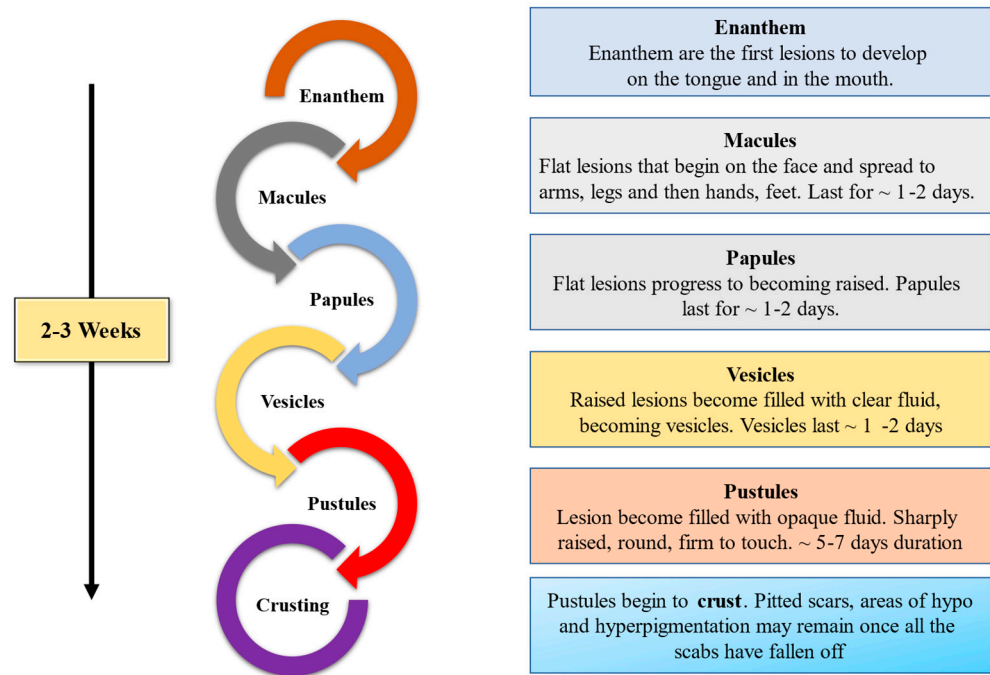 Enanthem
Macules
Papules
Vesicles
Pustules
Crusting
2-3 Weeks
Enanthem
Enanthem are the first lesions to develop
on the tongue and in the mouth.
Macules
Flat lesions that begin on the face and spread to
arms, legs and then hands, feet. Last for ~ 1 -2 days.
Papules
Flat lesions progress to becoming raised. Papules
last for ~ 1-2 days.
Vesicles
Raised lesions become filled with clear fluid,
becoming vesicles. Vesicles last ~ 1 -2 days
Pustules
Lesion become filled with opaque fluid. Sharply
raised, round, firm to touch. ~ 5-7 days duration
Pustules begin to crust. Pitted scars, areas of hypo
and hyperpigmentation may remain once all the
scabs have fallen off